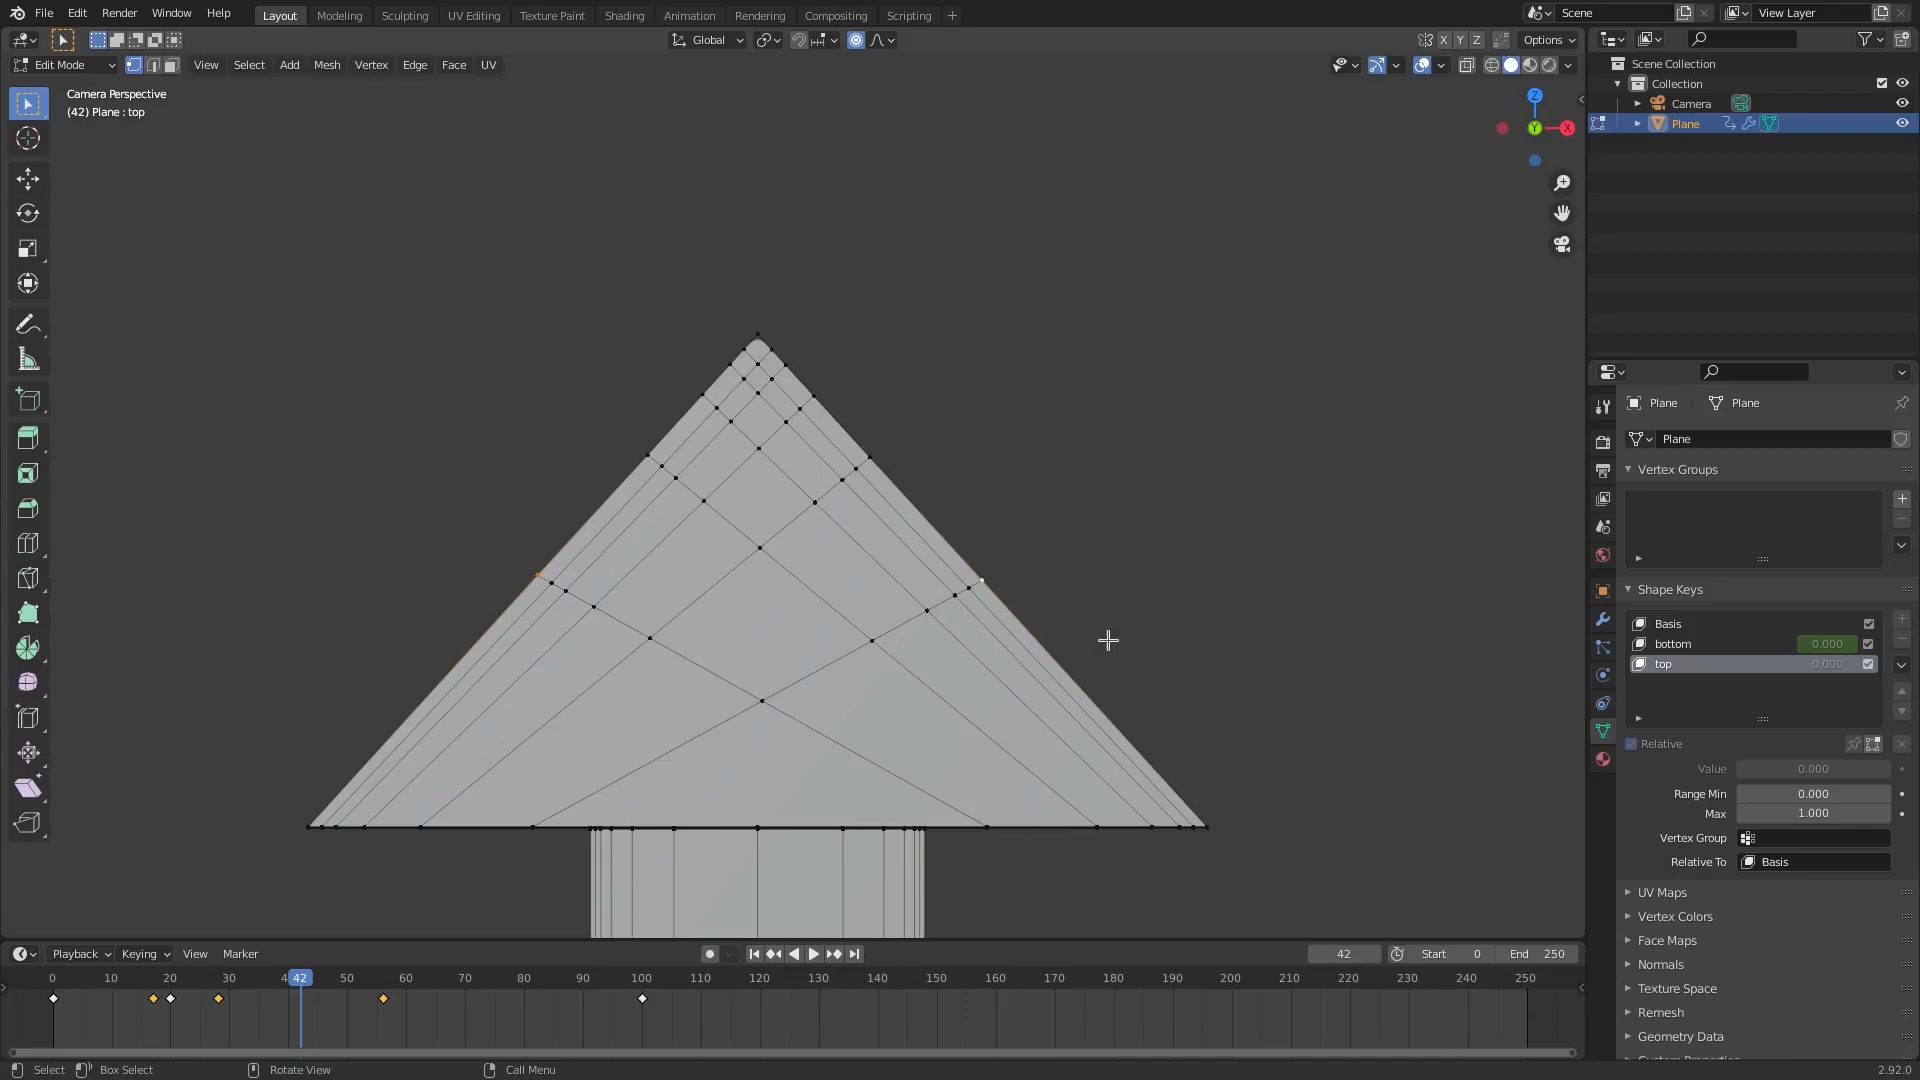 File Edit Render Window Help Layout Modeling Sculpting UV Editing Texture Paint Shading Animation Rendering Compositing Scripting + Scene View Layer
Global X Y Z Options
Edit Mode View Select Add Mesh Vertex Edge Face UV
Camera Perspective
(42) Plane : top
Z
Y X
Scene Collection
Collection
Camera
Plane
Plane Plane
Plane
Vertex Groups
Shape Keys
Basis
bottom 0.000
top 0.000
Relative
Value 0.000
Range Min 0.000
Max 1.000
Vertex Group
Relative To Basis
UV Maps
Vertex Colors
Face Maps
Normals
Texture Space
Remesh
Geometry Data
Playback Keying View Marker 42 Start 0 End 250
0 10 20 30 42 50 60 70 80 90 100 110 120 130 140 150 160 170 180 190 200 210 220 230 240 250
Select Box Select Rotate View Call Menu 2.92.0